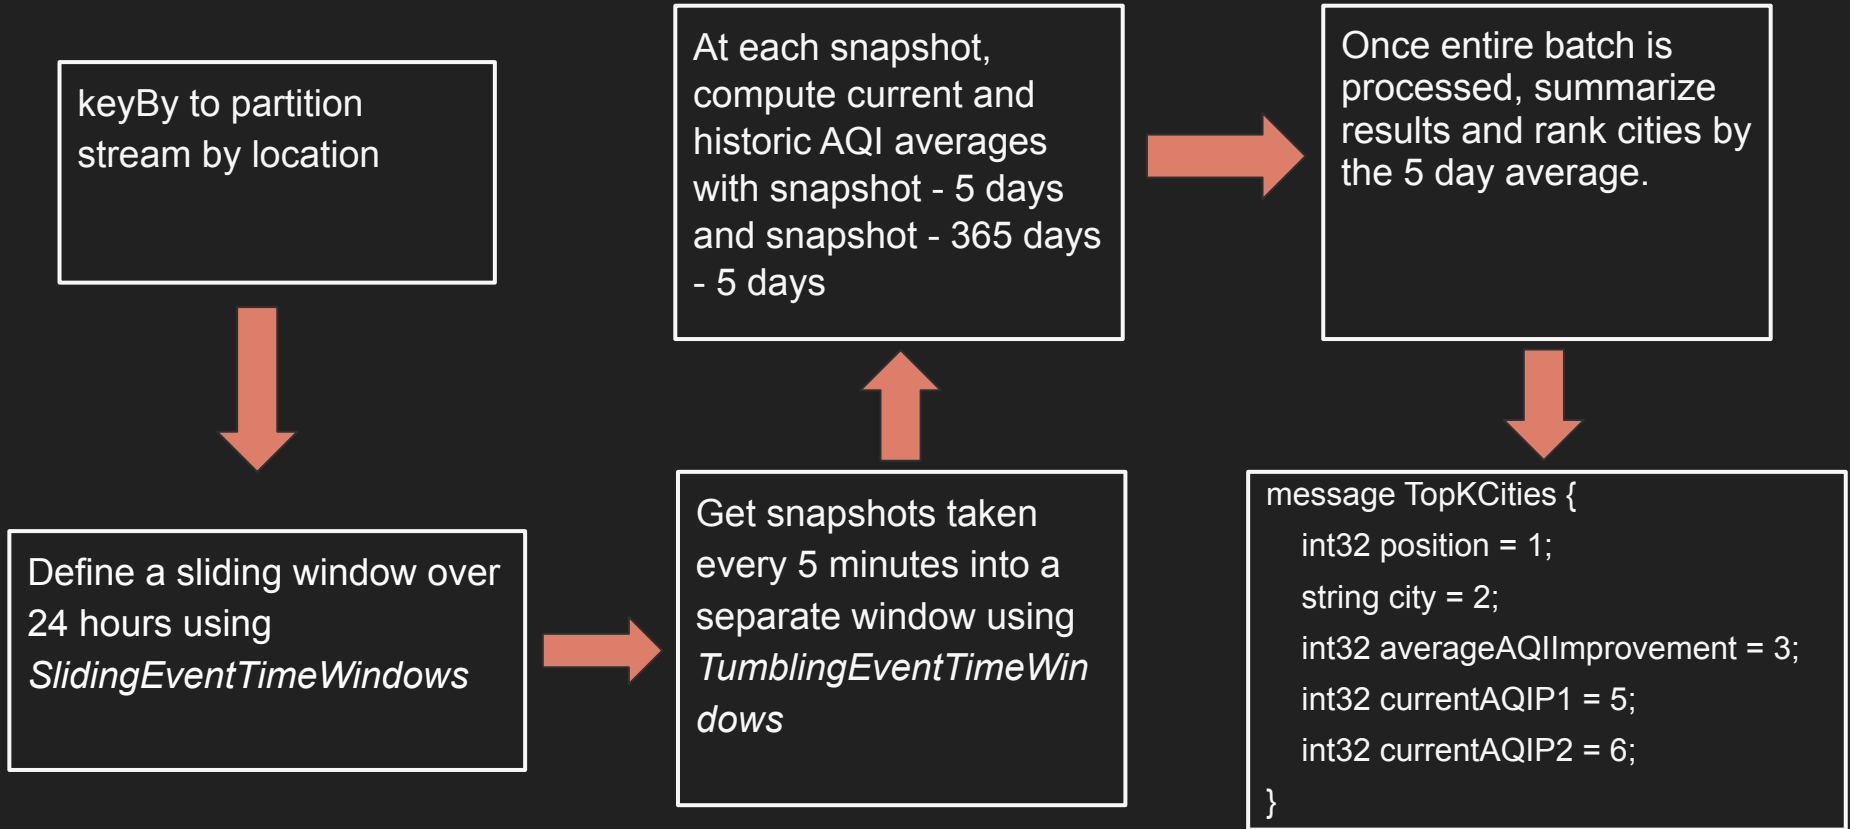 keyBy to partition
stream by location
Define a sliding window over
24 hours using
SlidingEventTimeWindows
Get snapshots taken
every 5 minutes into a
separate window using
TumblingEventTimeWin
dows
At each snapshot,
compute current and
historic AQI averages
with snapshot - 5 days
and snapshot - 365 days
- 5 days
Once entire batch is
processed, summarize
results and rank cities by
the 5 day average.
message TopKCities {
int32 position = 1;
string city = 2;
int32 averageAQIImprovement = 3;
int32 currentAQIP1 = 5;
int32 currentAQIP2 = 6;
}